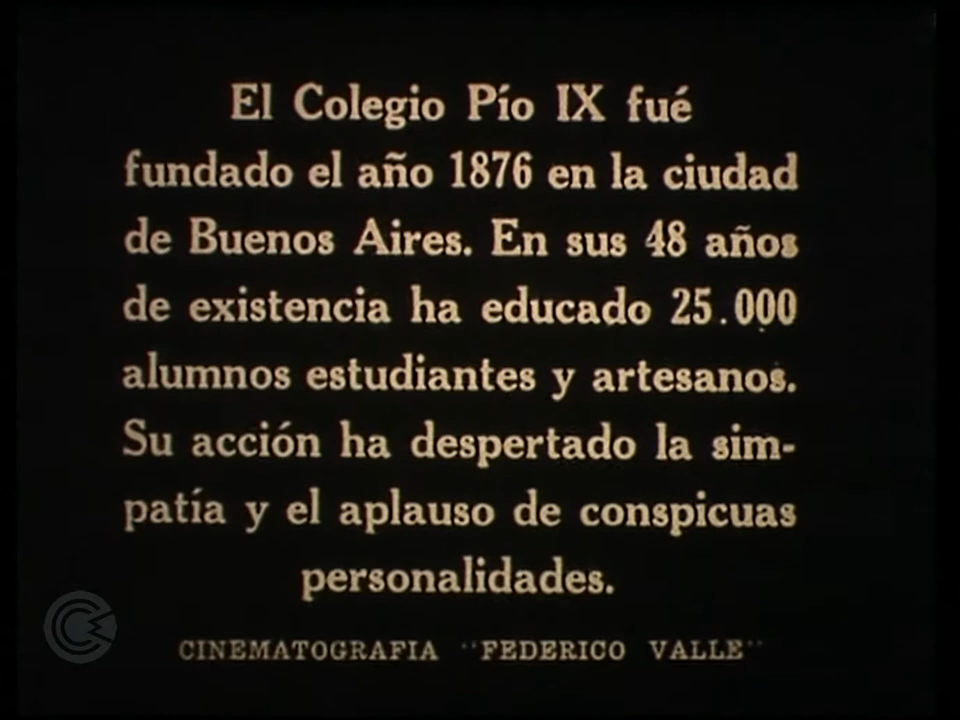 El Colegio Pío IX fué
fundado el año 1876 en la ciudad
de Buenos Aires. En sus 48 años
de existencia ha educado 25.000
alumnos estudiantes y artesanos.
Su acción ha despertado la sim-
patía y el aplauso de conspicuas
personalidades.
CINEMATOGRAFIA "FEDERICO VALLE"